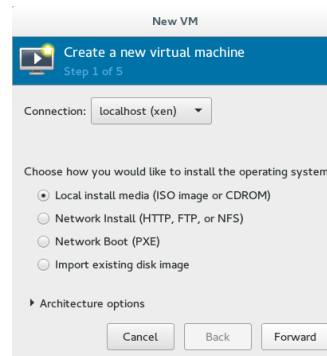 New VM
Create a new virtual machine
Step 1 of 5
Connection: localhost (xen)
Choose how you would like to install the operating system
Local install media (ISO image or CDROM)
Network Install (HTTP, FTP, or NFS)
Network Boot (PXE)
Import existing disk image
Architecture options
Cancel Back Forward